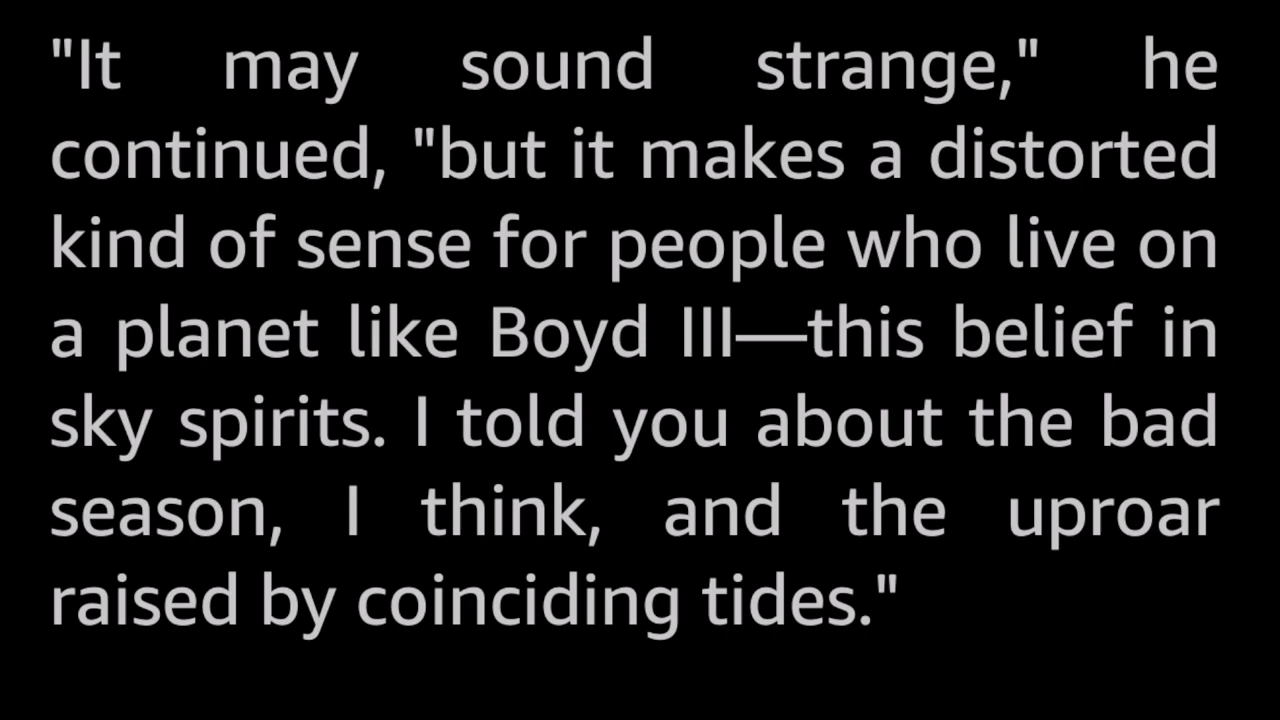 "It may sound strange," he
continued, "but it makes a distorted
kind of sense for people who live on
a planet like Boyd III—this belief in
sky spirits. I told you about the bad
season, I think, and the uproar
raised by coinciding tides."